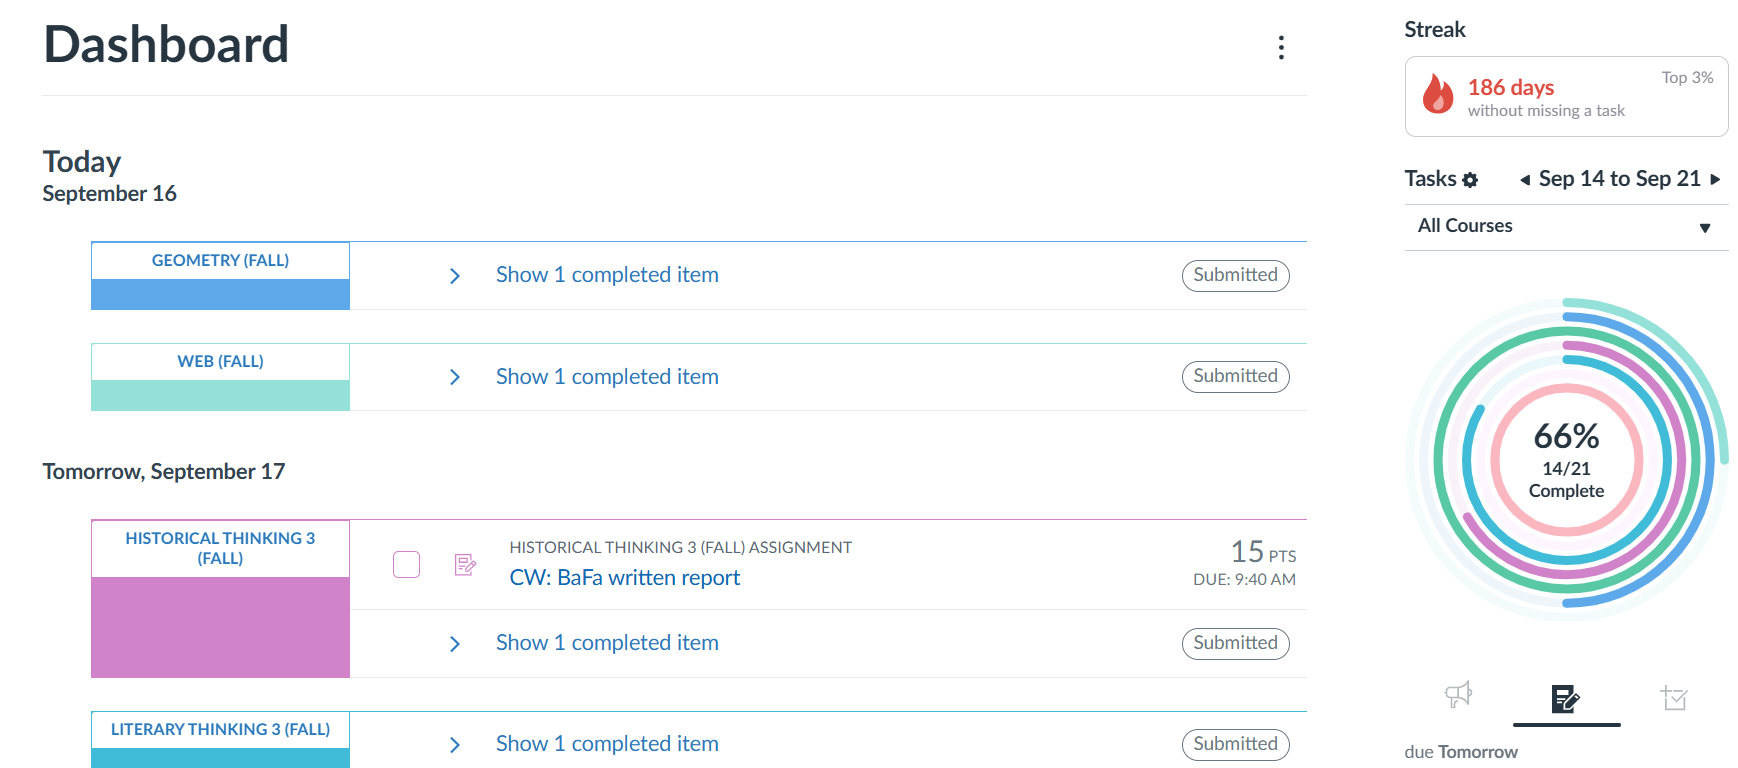 Dashboard
Today
September 16
GEOMETRY (FALL)
Show 1 completed item
Submitted
WEB (FALL)
Show 1 completed item
Submitted
Tomorrow, September 17
HISTORICAL THINKING 3
(FALL)
HISTORICAL THINKING 3 (FALL) ASSIGNMENT
CW: BaFa written report
15 PTS
DUE: 9:40 AM
Show 1 completed item
Submitted
LITERARY THINKING 3 (FALL)
Show 1 completed item
Submitted
Streak
186 days
without missing a task
Top 3%
Tasks
Sep 14 to Sep 21
All Courses
66%
14/21
Complete
due Tomorrow